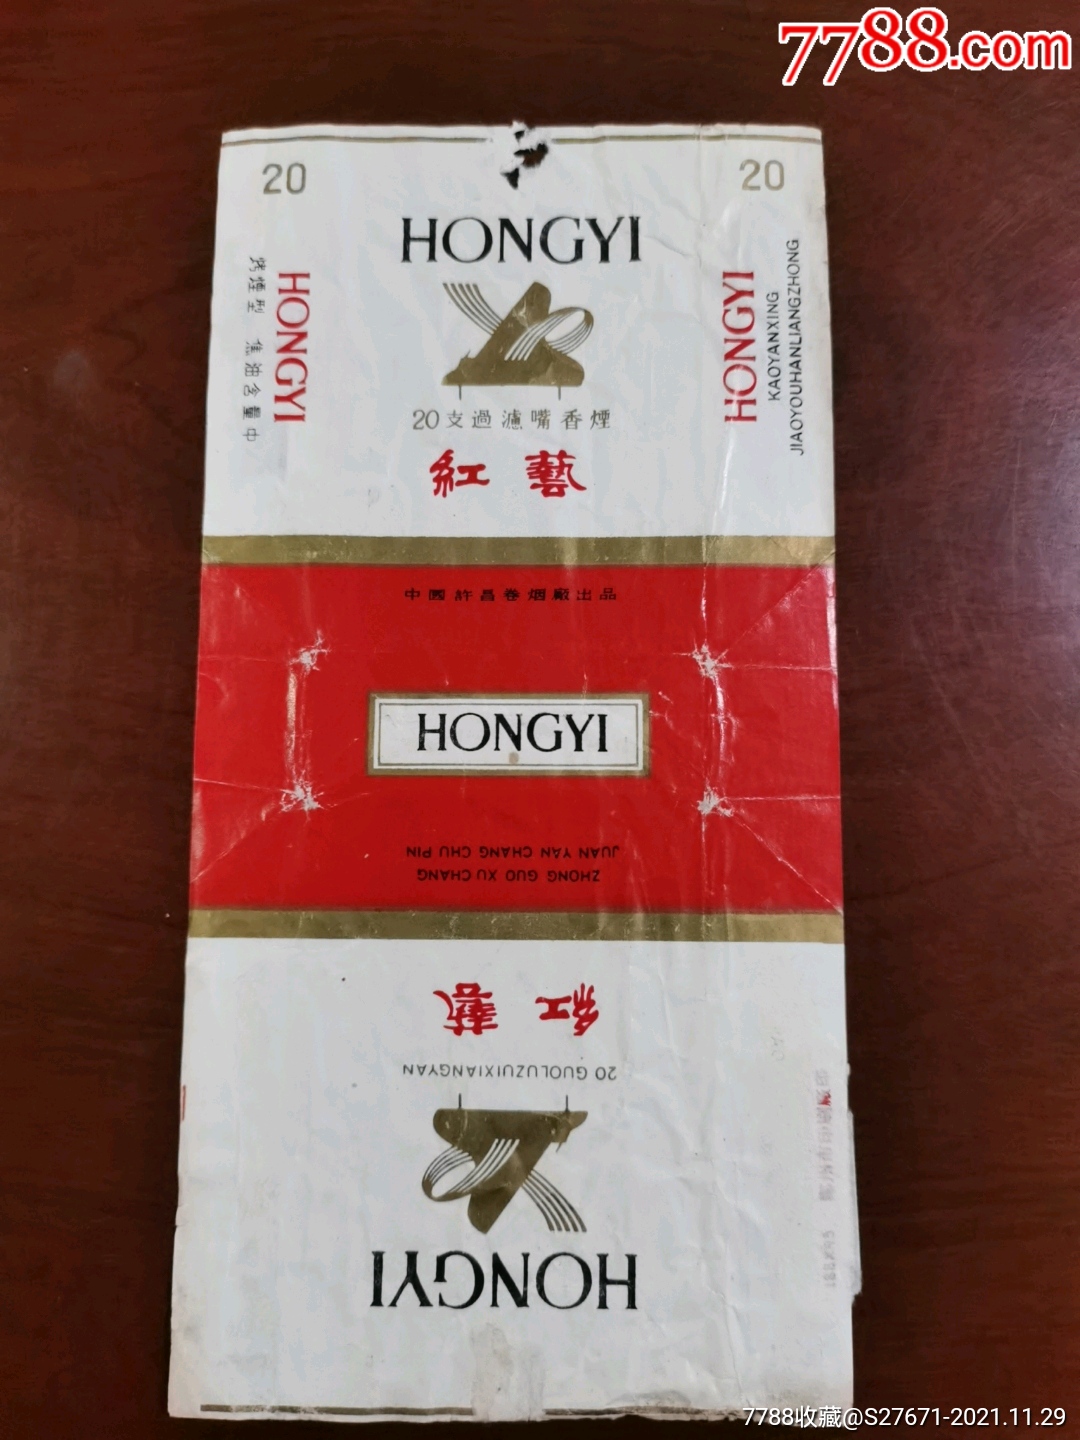 7788.com
20
20
HONGYI
HONGYI
烤煙型 焦油含量中
HONGYI
KAOYANXING
JIAOYOUHANLIANGZHONG
20支過濾嘴香煙
紅藝
中國許昌卷烟廠出品
HONGYI
ZHONG GUO XU CHANG
JUAN YAN CHANG CHU PIN
HONGYI
20 GUOLUZUIXIANGYAN
紅藝
7788收藏@S27671-2021.11.29